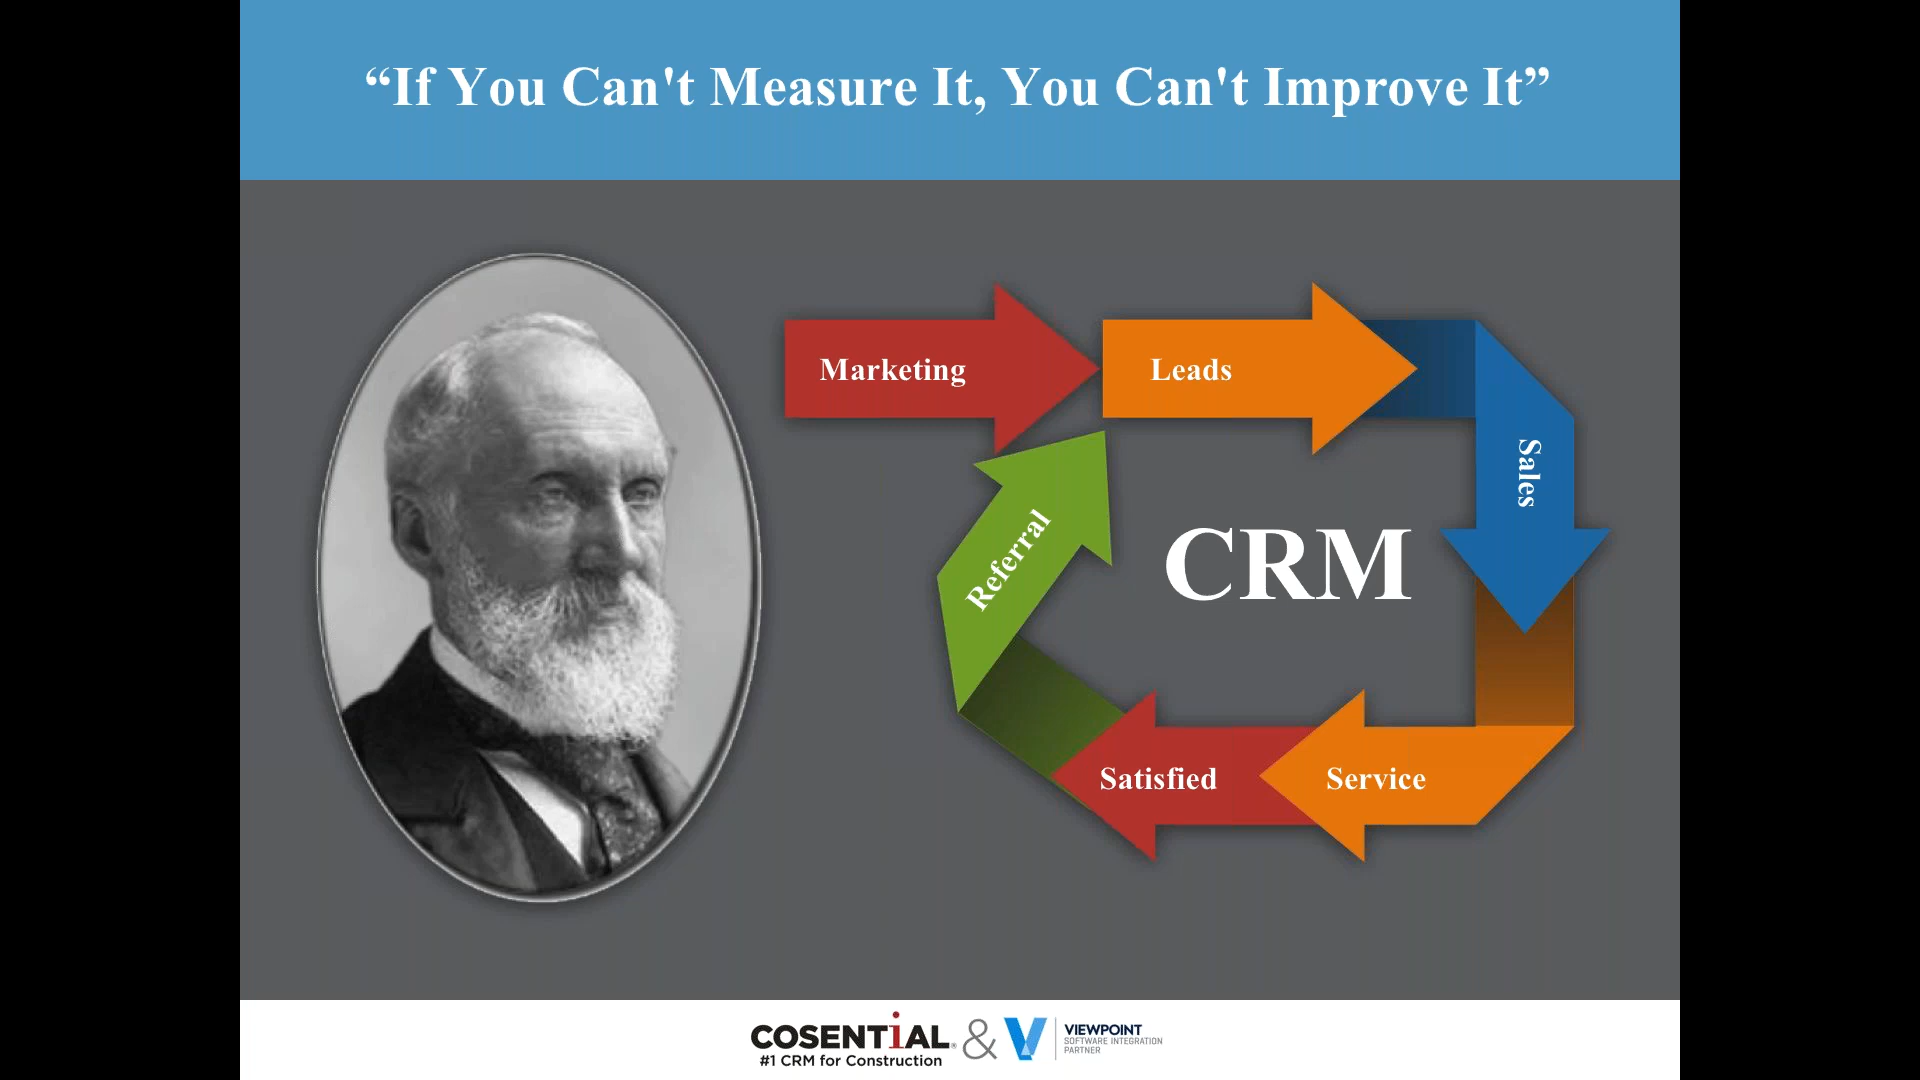 “If You Can't Measure It, You Can't Improve It”
Marketing
Leads
Sales
CRM
Referral
Satisfied
Service
COSENTiAL®
#1 CRM for Construction
&
VIEWPOINT
SOFTWARE INTEGRATION
PARTNER